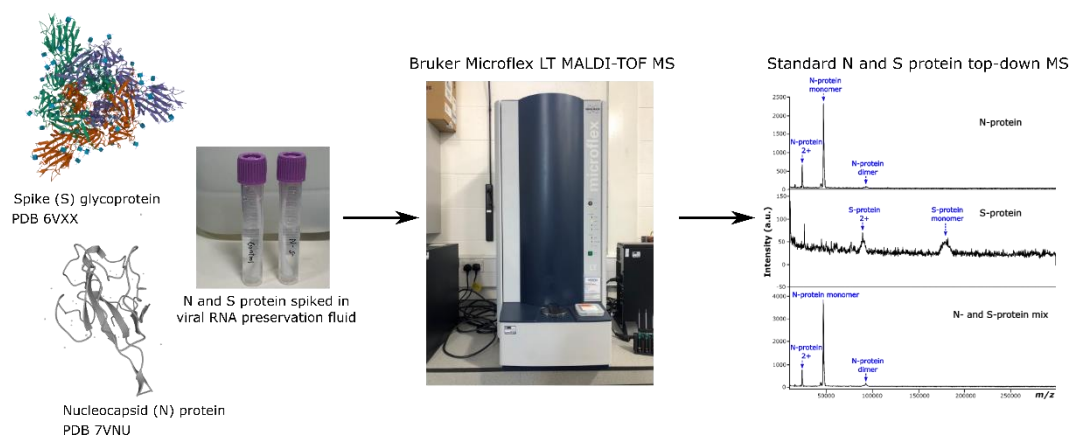 Spike (S) glycoprotein
PDB 6VXX
Nucleocapsid (N) protein
PDB 7VNU
N and S protein spiked in
viral RNA preservation fluid
Bruker Microflex LT MALDI-TOF MS
microflex
Standard N and S protein top-down MS
N-protein
monomer
2500
2000
1500
1000
500
0
N-protein
2+
N-protein
dimer
N-protein
Intensity (a.u.)
150
100
50
0
-50
S-protein
2+
S-protein
monomer
S-protein
4000
3000
2000
1000
0
N-protein monomer
N-protein
2+
N-protein
dimer
N- and S-protein mix
50000
100000
150000
200000
250000
m/z